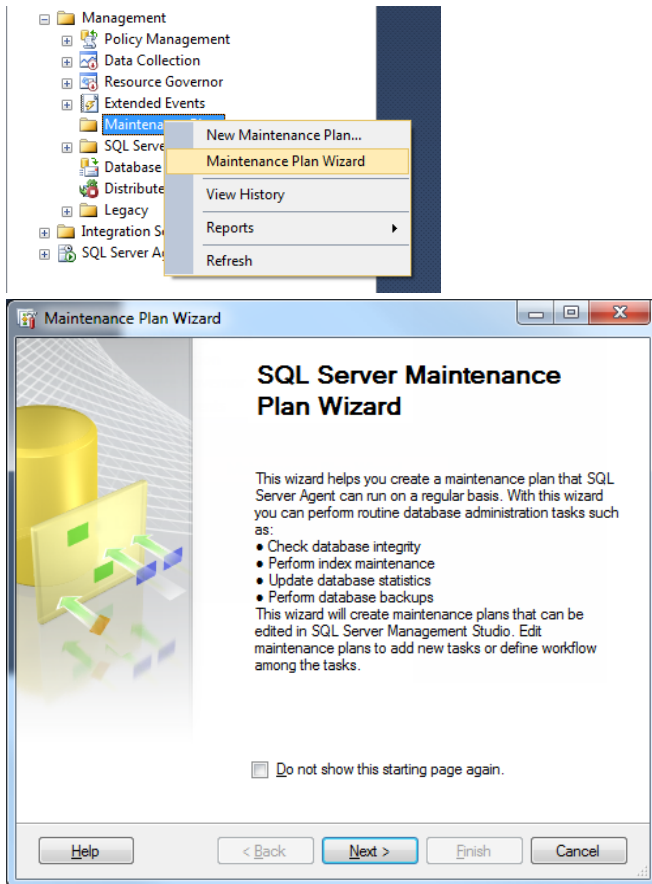 Management
Policy Management
Data Collection
Resource Governor
Extended Events
Maintena
New Maintenance Plan...
SQL Serve
Maintenance Plan Wizard
Database
Distribute
View History
Legacy
Reports
Integration S
SQL Server A
Refresh
Maintenance Plan Wizard
SQL Server Maintenance
Plan Wizard
This wizard helps you create a maintenance plan that SQL
Server Agent can run on a regular basis. With this wizard
you can perform routine database administration tasks such
as:
● Check database integrity
● Perform index maintenance
● Update database statistics
● Perform database backups
This wizard will create maintenance plans that can be
edited in SQL Server Management Studio. Edit
maintenance plans to add new tasks or define workflow
among the tasks.
Do not show this starting page again.
Help
< Back
Next >
Finish
Cancel